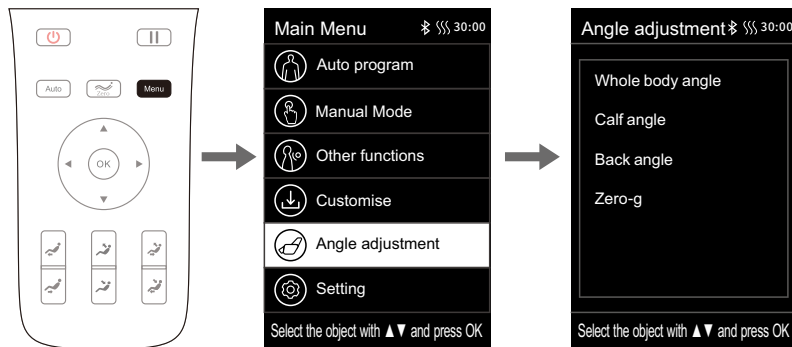 Auto
Zero
Menu
OK
Main Menu 30:00
Auto program
Manual Mode
Other functions
Customise
Angle adjustment
Setting
Select the object with ▲▼ and press OK
Angle adjustment 30:00
Whole body angle
Calf angle
Back angle
Zero-g
Select the object with ▲▼ and press OK